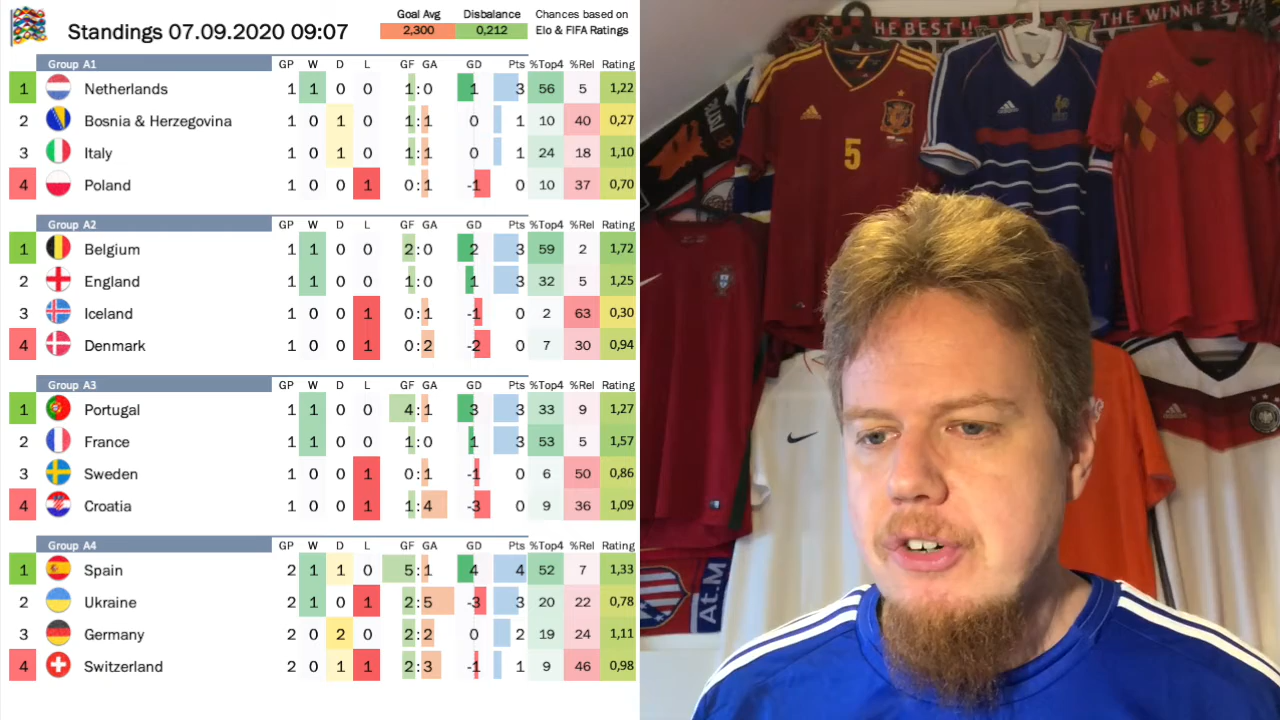 Standings 07.09.2020 09:07
Goal Avg Disbalance Chances based on
2,300 0,212 Elo & FIFA Ratings
Group A1 GP W D L GF GA GD Pts %Top4 %Rel Rating
1 Netherlands 1 1 0 0 1:0 1 3 56 5 1,22
2 Bosnia & Herzegovina 1 0 1 0 1:1 0 1 10 40 0,27
3 Italy 1 0 1 0 1:1 0 1 24 18 1,10
4 Poland 1 0 0 1 0:1 -1 0 10 37 0,70
Group A2 GP W D L GF GA GD Pts %Top4 %Rel Rating
1 Belgium 1 1 0 0 2:0 2 3 59 2 1,72
2 England 1 1 0 0 1:0 1 3 32 5 1,25
3 Iceland 1 0 0 1 0:1 -1 0 2 63 0,30
4 Denmark 1 0 0 1 0:2 -2 0 7 30 0,94
Group A3 GP W D L GF GA GD Pts %Top4 %Rel Rating
1 Portugal 1 1 0 0 4:1 3 3 33 9 1,27
2 France 1 1 0 0 1:0 1 3 53 5 1,57
3 Sweden 1 0 0 1 0:1 -1 0 6 50 0,86
4 Croatia 1 0 0 1 1:4 -3 0 9 36 1,09
Group A4 GP W D L GF GA GD Pts %Top4 %Rel Rating
1 Spain 2 1 1 0 5:1 4 4 52 7 1,33
2 Ukraine 2 1 0 1 2:5 -3 3 20 22 0,78
3 Germany 2 0 2 0 2:2 0 2 19 24 1,11
4 Switzerland 2 0 1 1 2:3 -1 1 9 46 0,98
THE BEST!! THE WINNERS!!!
5
At.M